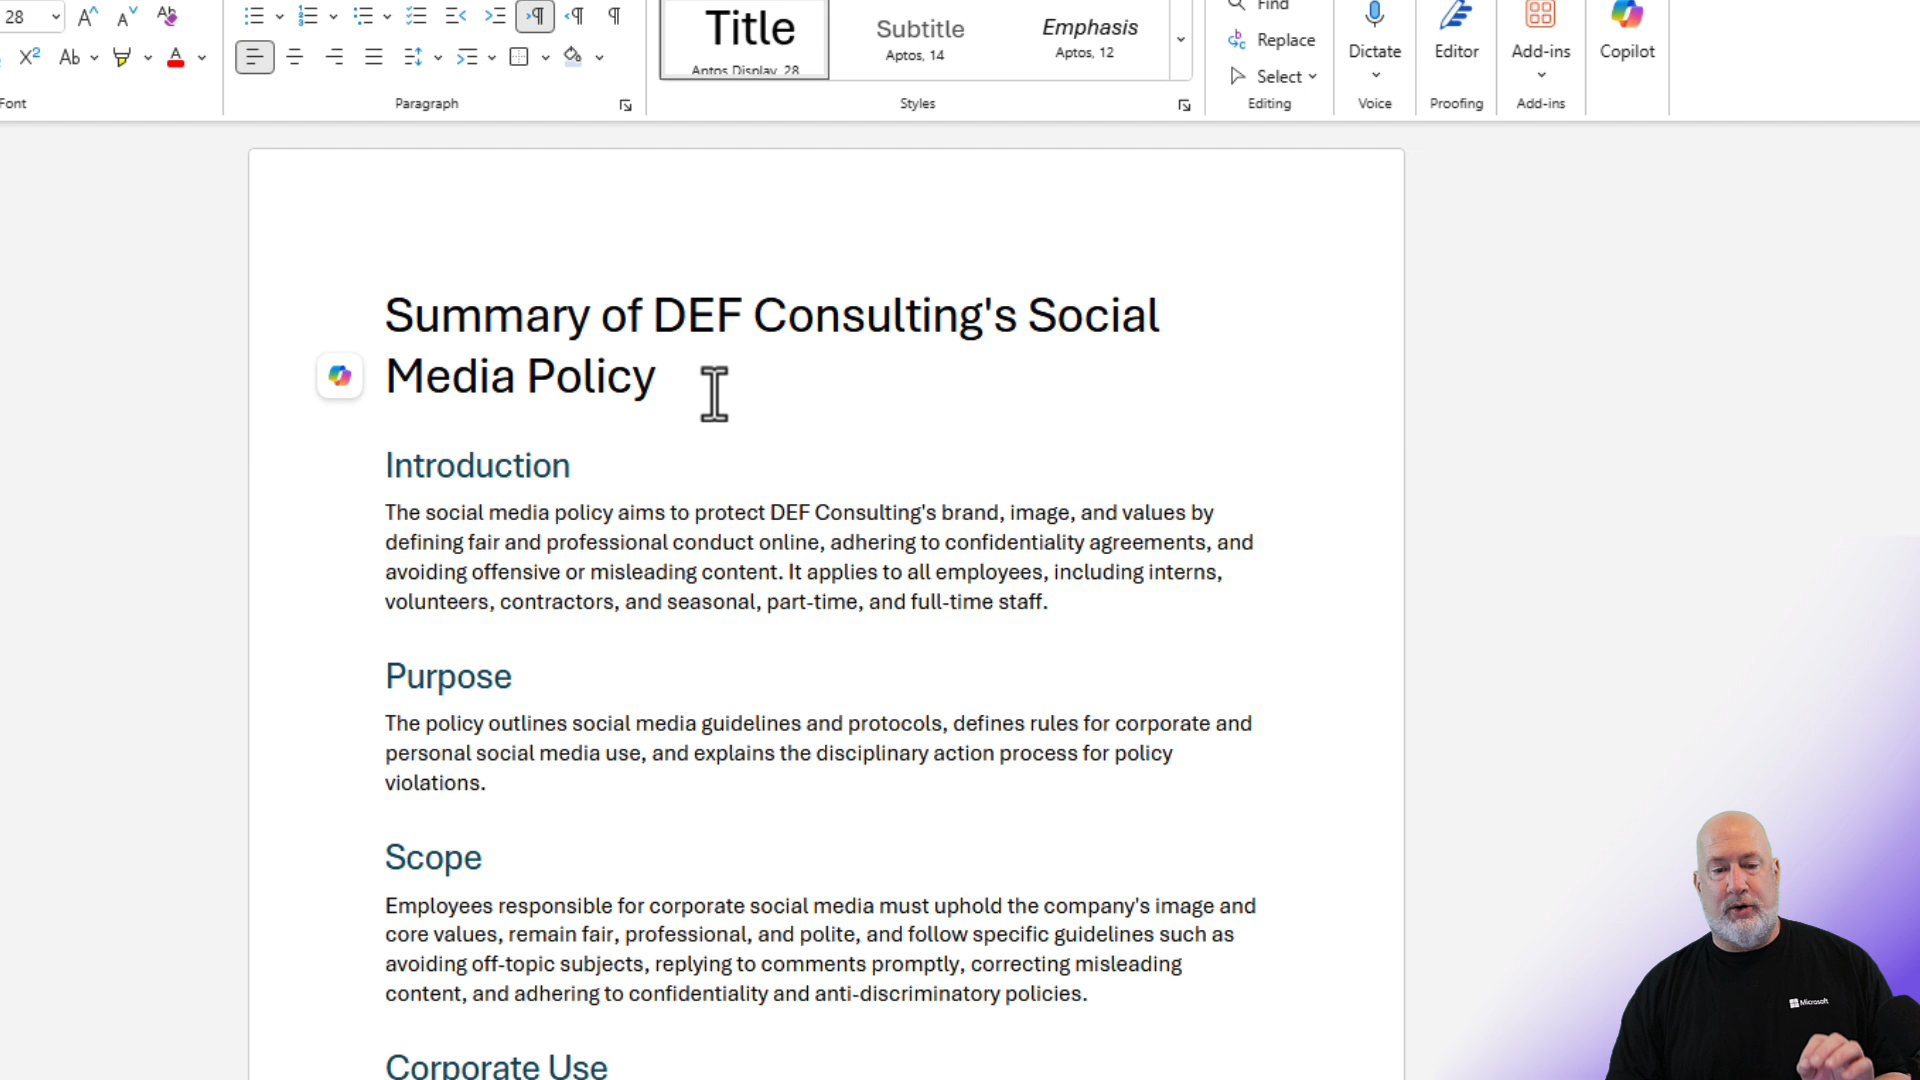 28
A^
A˅
X²
Ab
A
Font
Paragraph
Title
Aptos Display, 28
Subtitle
Aptos, 14
Emphasis
Aptos, 12
Styles
Find
Replace
Select
Editing
Dictate
Voice
Editor
Proofing
Add-ins
Add-ins
Copilot
Summary of DEF Consulting's Social
Media Policy
Introduction
The social media policy aims to protect DEF Consulting's brand, image, and values by
defining fair and professional conduct online, adhering to confidentiality agreements, and
avoiding offensive or misleading content. It applies to all employees, including interns,
volunteers, contractors, and seasonal, part-time, and full-time staff.
Purpose
The policy outlines social media guidelines and protocols, defines rules for corporate and
personal social media use, and explains the disciplinary action process for policy
violations.
Scope
Employees responsible for corporate social media must uphold the company's image and
core values, remain fair, professional, and polite, and follow specific guidelines such as
avoiding off-topic subjects, replying to comments promptly, correcting misleading
content, and adhering to confidentiality and anti-discriminatory policies.
Corporate Use
Microsoft